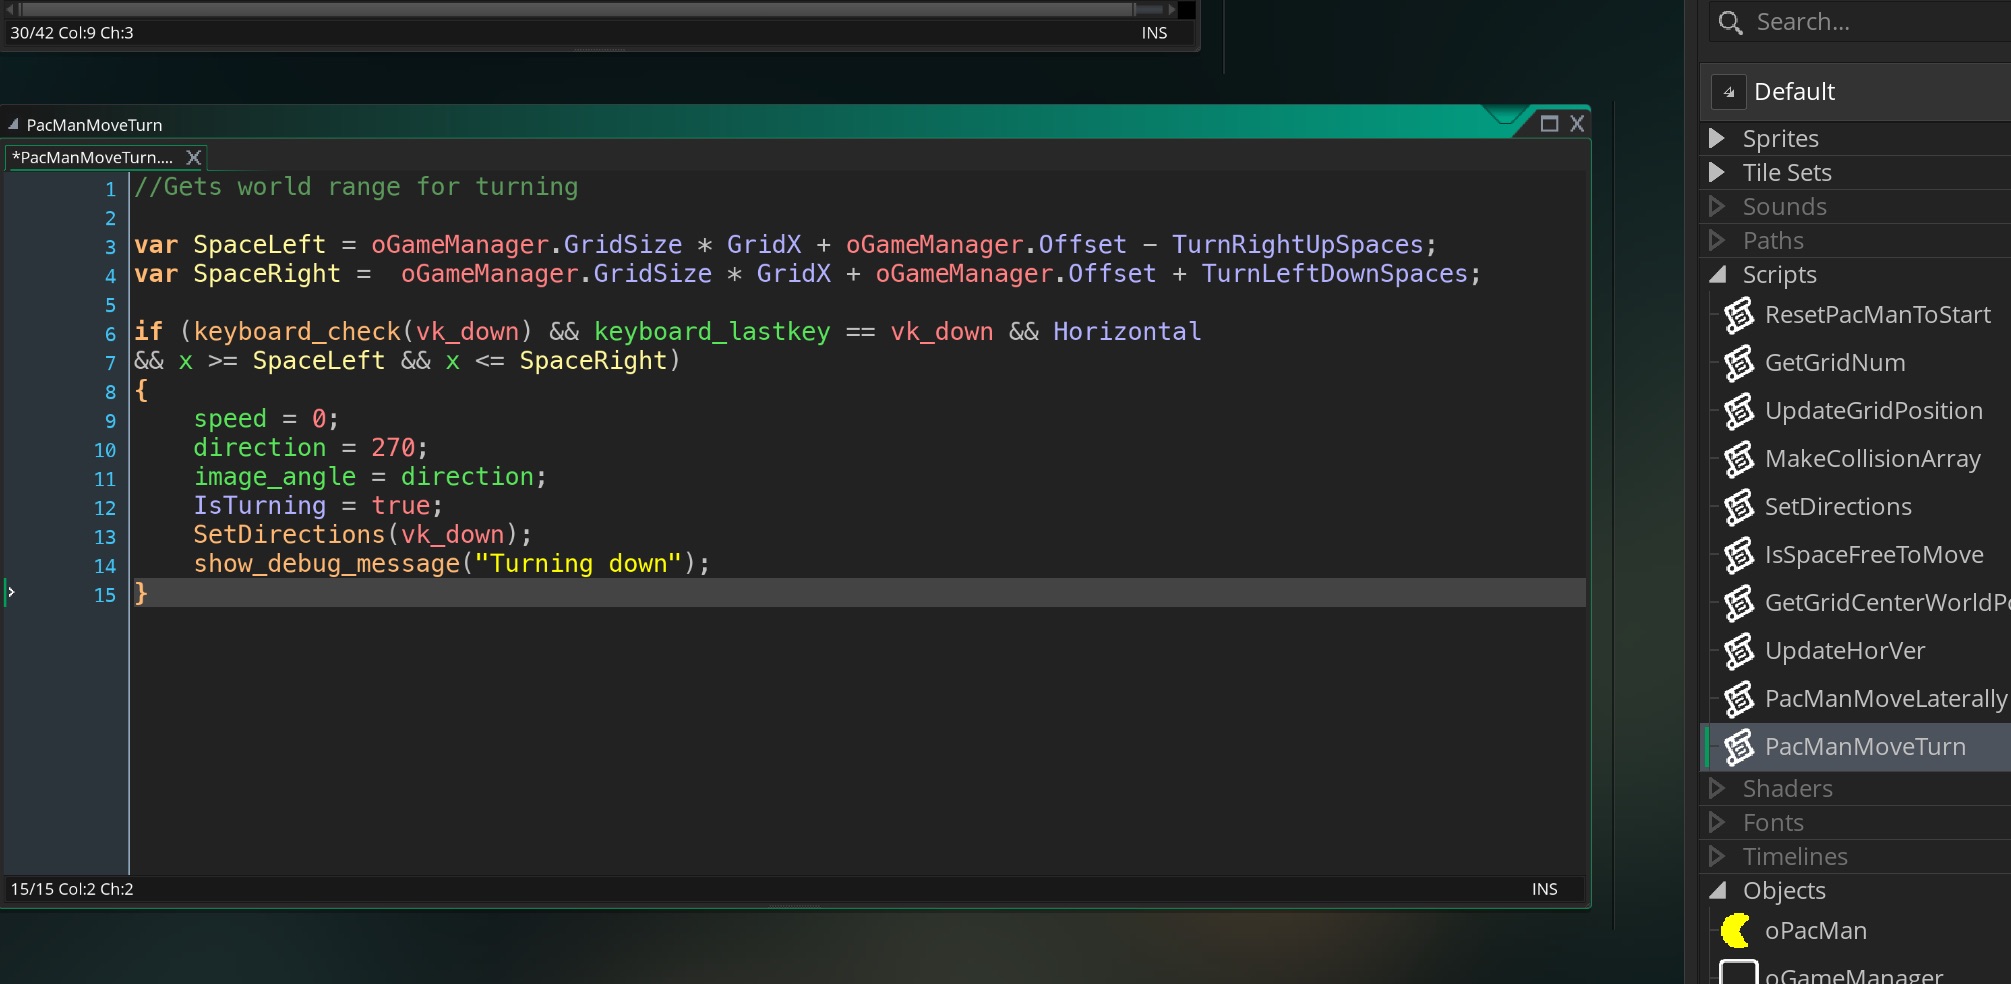 30/42 Col:9 Ch:3
INS
Search...
Default
PacManMoveTurn
*PacManMoveTurn....
1 //Gets world range for turning
2
3 var SpaceLeft = oGameManager.GridSize * GridX + oGameManager.Offset - TurnRightUpSpaces;
4 var SpaceRight =  oGameManager.GridSize * GridX + oGameManager.Offset + TurnLeftDownSpaces;
5
6 if (keyboard_check(vk_down) && keyboard_lastkey == vk_down && Horizontal
7 && x >= SpaceLeft && x <= SpaceRight)
8 {
9     speed = 0;
10     direction = 270;
11     image_angle = direction;
12     IsTurning = true;
13     SetDirections(vk_down);
14     show_debug_message("Turning down");
15 }
15/15 Col:2 Ch:2
INS
Sprites
Tile Sets
Sounds
Paths
Scripts
ResetPacManToStart
GetGridNum
UpdateGridPosition
MakeCollisionArray
SetDirections
IsSpaceFreeToMove
GetGridCenterWorldPo
UpdateHorVer
PacManMoveLaterally
PacManMoveTurn
Shaders
Fonts
Timelines
Objects
oPacMan
oGameManager